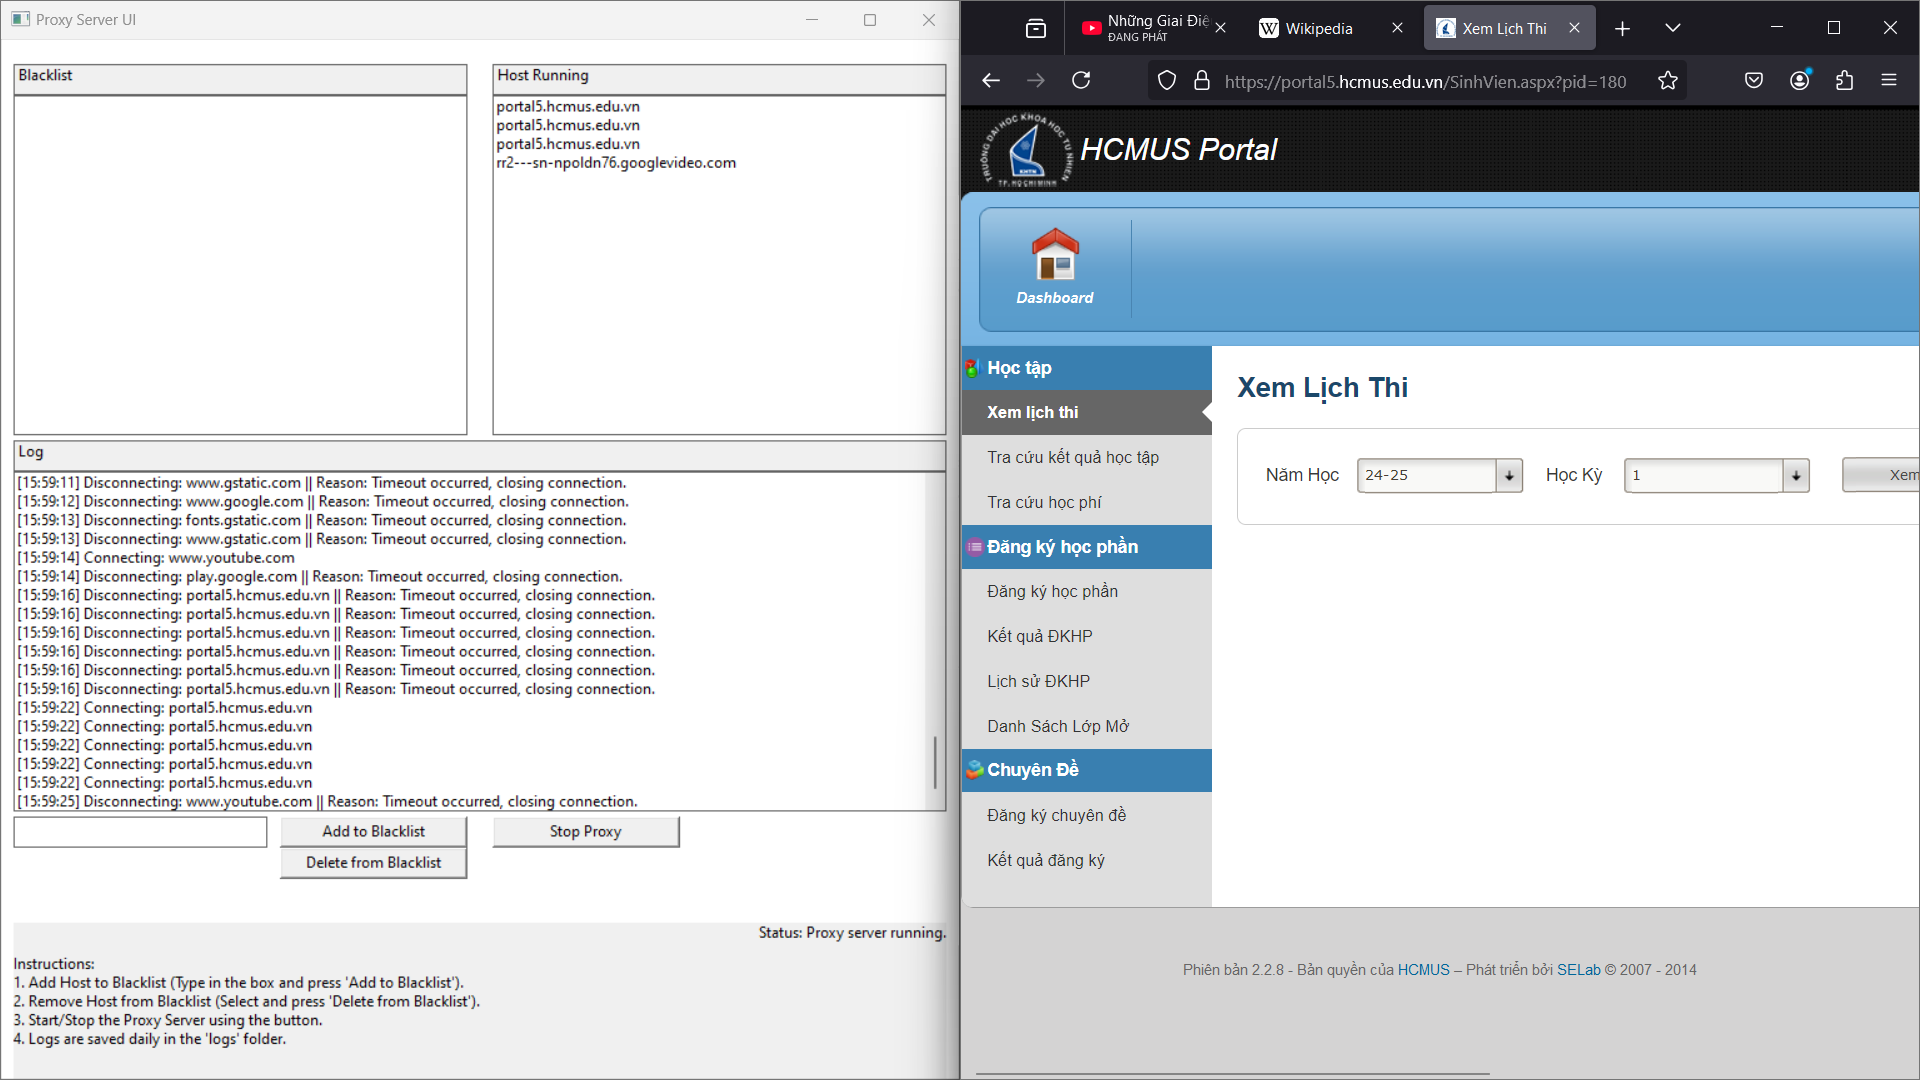 Proxy Server UI
Blacklist
Host Running
portal5.hcmus.edu.vn
portal5.hcmus.edu.vn
portal5.hcmus.edu.vn
rr2---sn-npoldn76.googlevideo.com
Log
[15:59:11] Disconnecting: www.gstatic.com || Reason: Timeout occurred, closing connection.
[15:59:12] Disconnecting: www.google.com || Reason: Timeout occurred, closing connection.
[15:59:13] Disconnecting: fonts.gstatic.com || Reason: Timeout occurred, closing connection.
[15:59:13] Disconnecting: www.gstatic.com || Reason: Timeout occurred, closing connection.
[15:59:14] Connecting: www.youtube.com
[15:59:14] Disconnecting: play.google.com || Reason: Timeout occurred, closing connection.
[15:59:16] Disconnecting: portal5.hcmus.edu.vn || Reason: Timeout occurred, closing connection.
[15:59:16] Disconnecting: portal5.hcmus.edu.vn || Reason: Timeout occurred, closing connection.
[15:59:16] Disconnecting: portal5.hcmus.edu.vn || Reason: Timeout occurred, closing connection.
[15:59:16] Disconnecting: portal5.hcmus.edu.vn || Reason: Timeout occurred, closing connection.
[15:59:16] Disconnecting: portal5.hcmus.edu.vn || Reason: Timeout occurred, closing connection.
[15:59:16] Disconnecting: portal5.hcmus.edu.vn || Reason: Timeout occurred, closing connection.
[15:59:22] Connecting: portal5.hcmus.edu.vn
[15:59:22] Connecting: portal5.hcmus.edu.vn
[15:59:22] Connecting: portal5.hcmus.edu.vn
[15:59:22] Connecting: portal5.hcmus.edu.vn
[15:59:22] Connecting: portal5.hcmus.edu.vn
[15:59:25] Disconnecting: www.youtube.com || Reason: Timeout occurred, closing connection.
Add to Blacklist
Stop Proxy
Delete from Blacklist
Status: Proxy server running.
Instructions:
1. Add Host to Blacklist (Type in the box and press 'Add to Blacklist').
2. Remove Host from Blacklist (Select and press 'Delete from Blacklist').
3. Start/Stop the Proxy Server using the button.
4. Logs are saved daily in the 'logs' folder.
Những Giai Điệ
ĐANG PHÁT
Wikipedia
Xem Lịch Thi
https://portal5.hcmus.edu.vn/SinhVien.aspx?pid=180
TRƯỜNG ĐẠI HỌC KHOA HỌC TỰ NHIÊN
KHTN
TP. HỒ CHÍ MINH
HCMUS Portal
Dashboard
Học tập
Xem lịch thi
Tra cứu kết quả học tập
Tra cứu học phí
Đăng ký học phần
Đăng ký học phần
Kết quả ĐKHP
Lịch sử ĐKHP
Danh Sách Lớp Mở
Chuyên Đề
Đăng ký chuyên đề
Kết quả đăng ký
Xem Lịch Thi
Năm Học 24-25 Học Kỳ 1 Xem
Phiên bản 2.2.8 - Bản quyền của HCMUS – Phát triển bởi SELab © 2007 - 2014